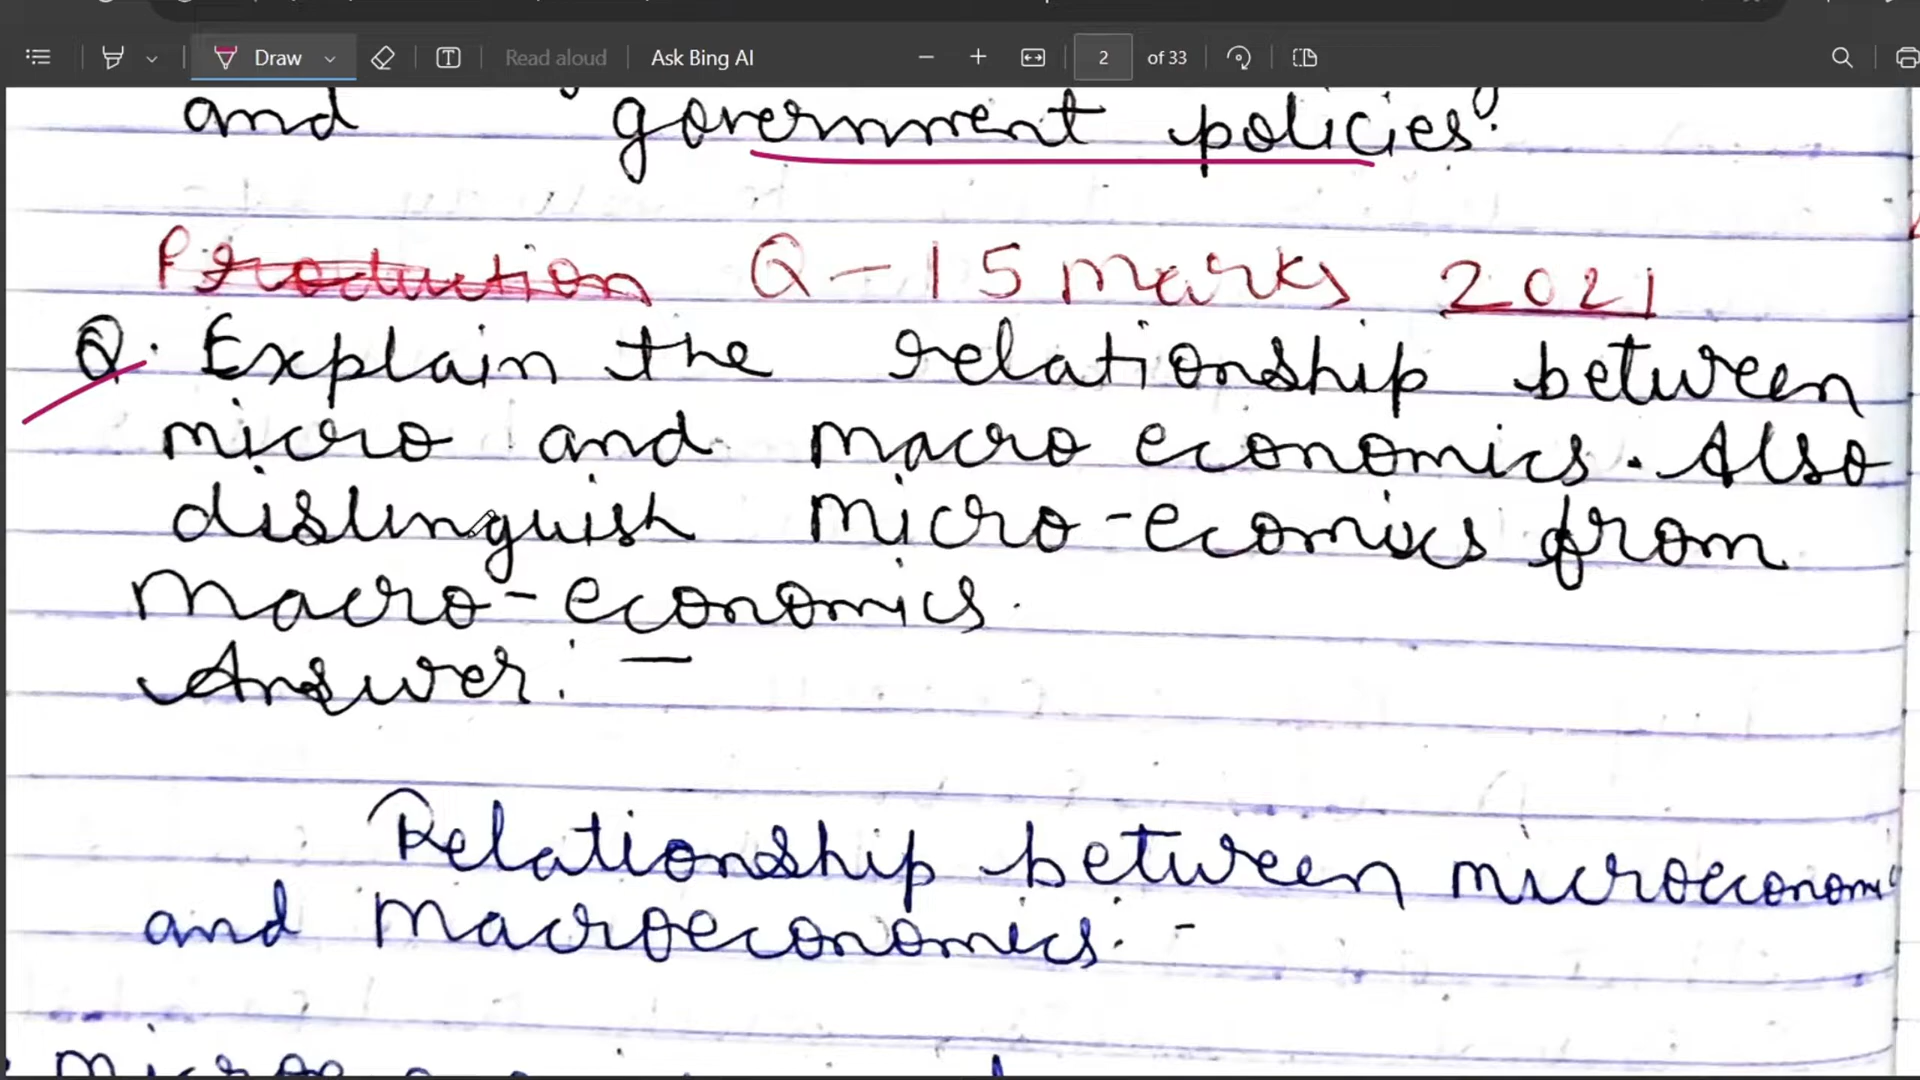 Draw
Read aloud
Ask Bing AI
2 of 33
and government policies.
Production Q-15 marks 2021
Q. Explain the relationship between
micro and macro economics. Also
distinguish micro-ecomics from
macro-economics.
Answer:
Relationship between microeconomi
and macroeconomics: -